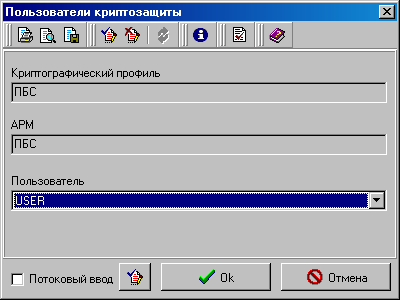 Пользователи криптозащиты
Криптографический профиль
ПБС
АРМ
ПБС
Пользователь
USER
Потоковый ввод
Ok
Отмена